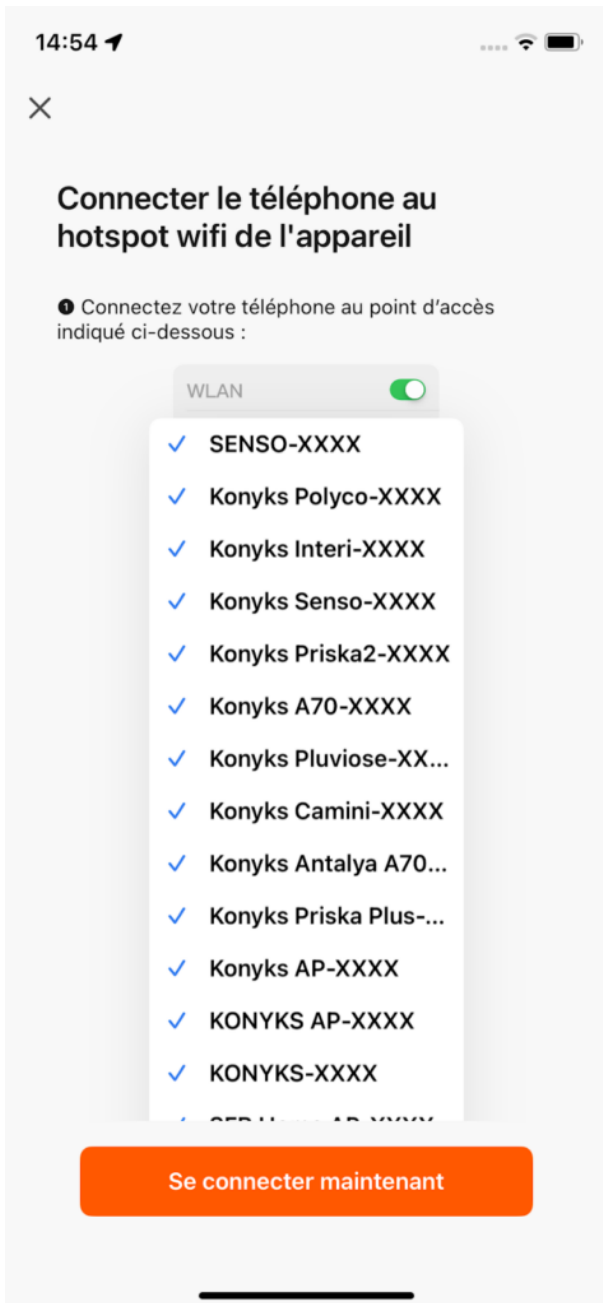 14:54
Connecter le téléphone au
hotspot wifi de l'appareil
❶ Connectez votre téléphone au point d’accès
indiqué ci-dessous :
WLAN
SENSO-XXXX
Konyks Polyco-XXXX
Konyks Interi-XXXX
Konyks Senso-XXXX
Konyks Priska2-XXXX
Konyks A70-XXXX
Konyks Pluviose-XX...
Konyks Camini-XXXX
Konyks Antalya A70...
Konyks Priska Plus-...
Konyks AP-XXXX
KONYKS AP-XXXX
KONYKS-XXXX
Se connecter maintenant